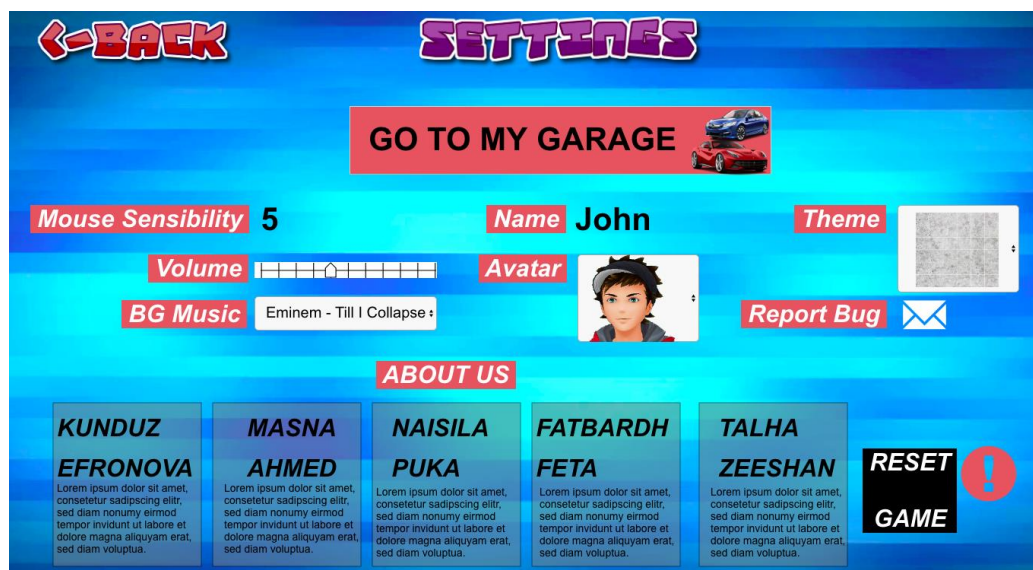 <-BACK
SETTINGS
GO TO MY GARAGE
Mouse Sensibility 5
Name John
Theme
Volume
Avatar
BG Music Eminem - Till I Collapse
Report Bug
ABOUT US
KUNDUZ
EFRONOVA
Lorem ipsum dolor sit amet,
consetetur sadipscing elitr,
sed diam nonumy eirmod
tempor invidunt ut labore et
dolore magna aliquyam erat,
sed diam voluptua.
MASNA
AHMED
Lorem ipsum dolor sit amet,
consetetur sadipscing elitr,
sed diam nonumy eirmod
tempor invidunt ut labore et
dolore magna aliquyam erat,
sed diam voluptua.
NAISILA
PUKA
Lorem ipsum dolor sit amet,
consetetur sadipscing elitr,
sed diam nonumy eirmod
tempor invidunt ut labore et
dolore magna aliquyam erat,
sed diam voluptua.
FATBARDH
FETA
Lorem ipsum dolor sit amet,
consetetur sadipscing elitr,
sed diam nonumy eirmod
tempor invidunt ut labore et
dolore magna aliquyam erat,
sed diam voluptua.
TALHA
ZEESHAN
Lorem ipsum dolor sit amet,
consetetur sadipscing elitr,
sed diam nonumy eirmod
tempor invidunt ut labore et
dolore magna aliquyam erat,
sed diam voluptua.
RESET
GAME
!